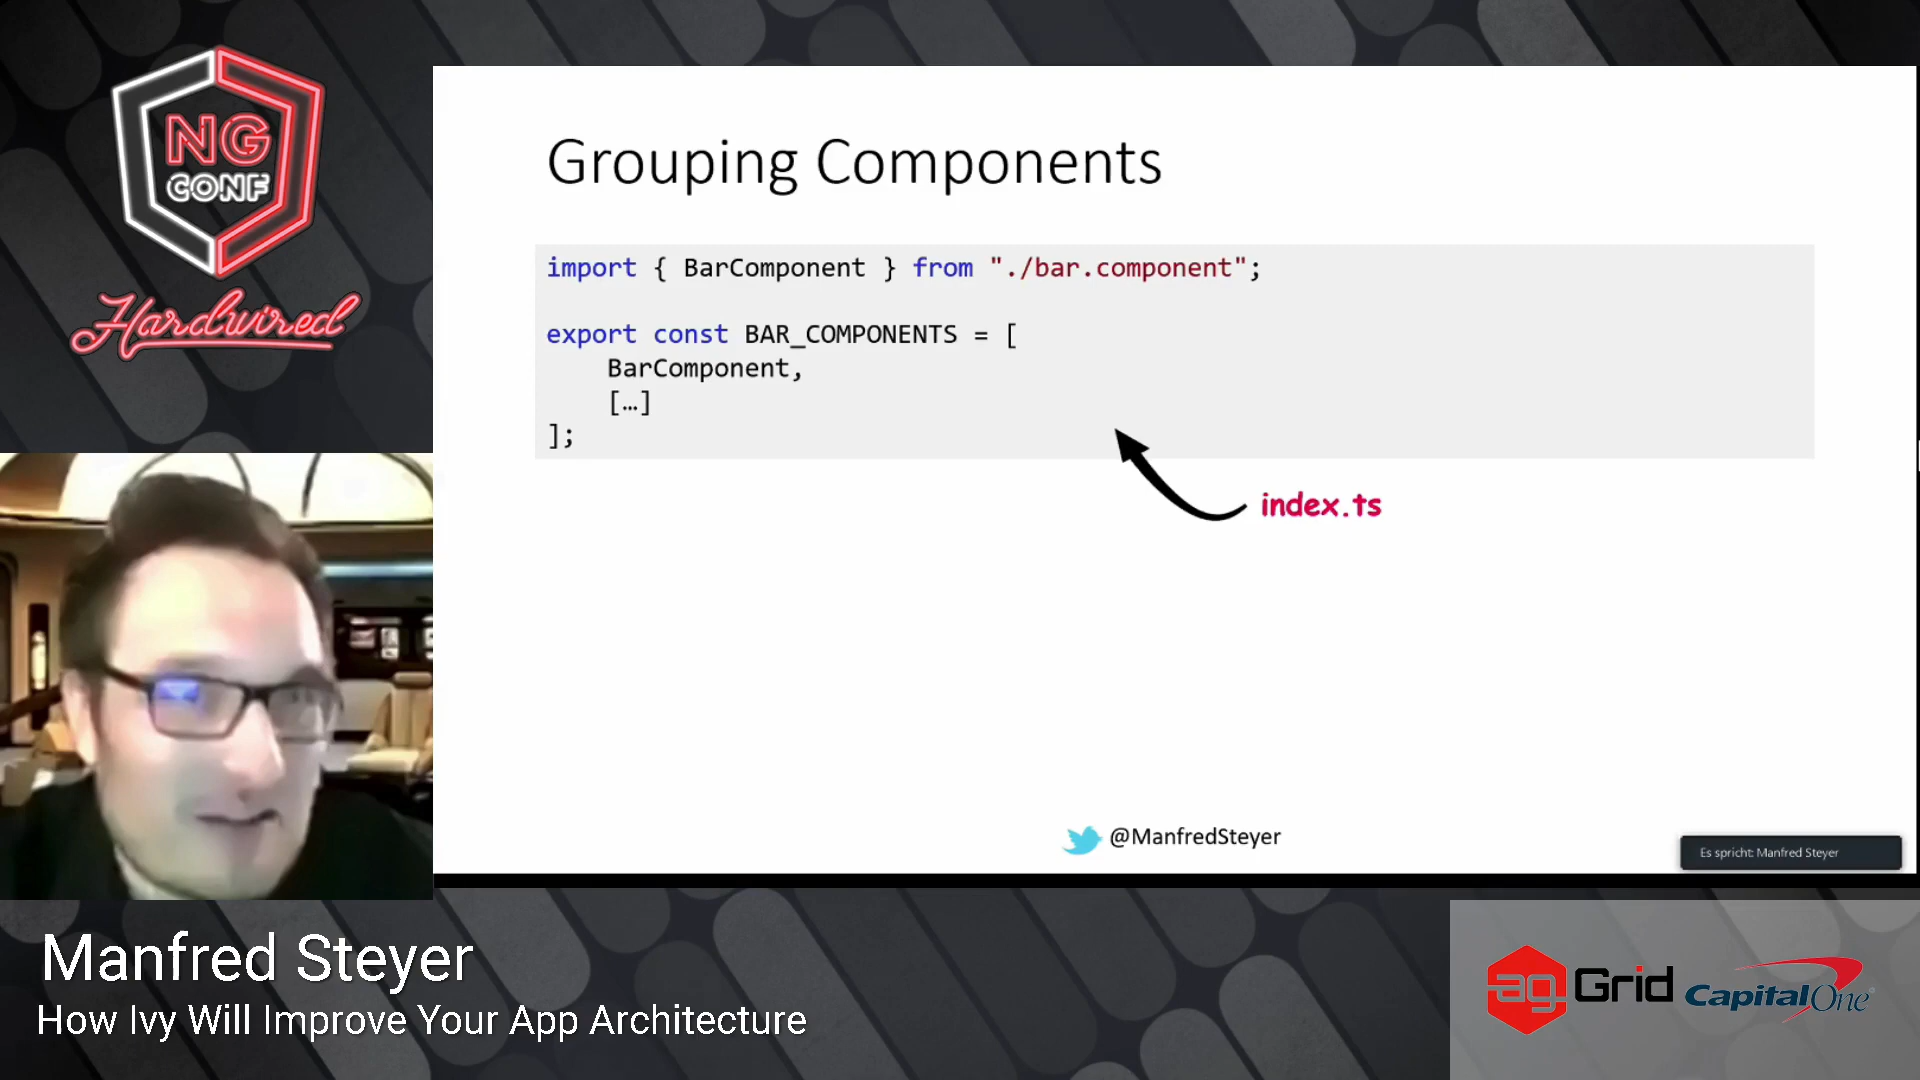 NG
CONF
Hardwired
Grouping Components
import { BarComponent } from "./bar.component";
export const BAR_COMPONENTS = [
BarComponent,
[…]
];
index.ts
@ManfredSteyer
Es spricht: Manfred Steyer
Manfred Steyer
How Ivy Will Improve Your App Architecture
ag Grid
Capital One